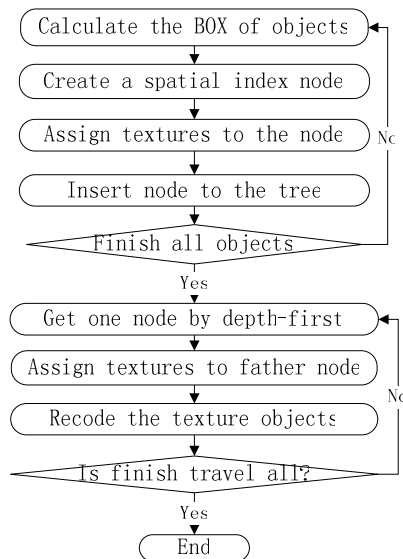 Calculate the BOX of objects
Create a spatial index node
Assign textures to the node
No
Insert node to the tree
Finish all objects
Yes
Get one node by depth-first
Assign textures to father node
No
Recode the texture objects
Is finish travel all?
Yes
End